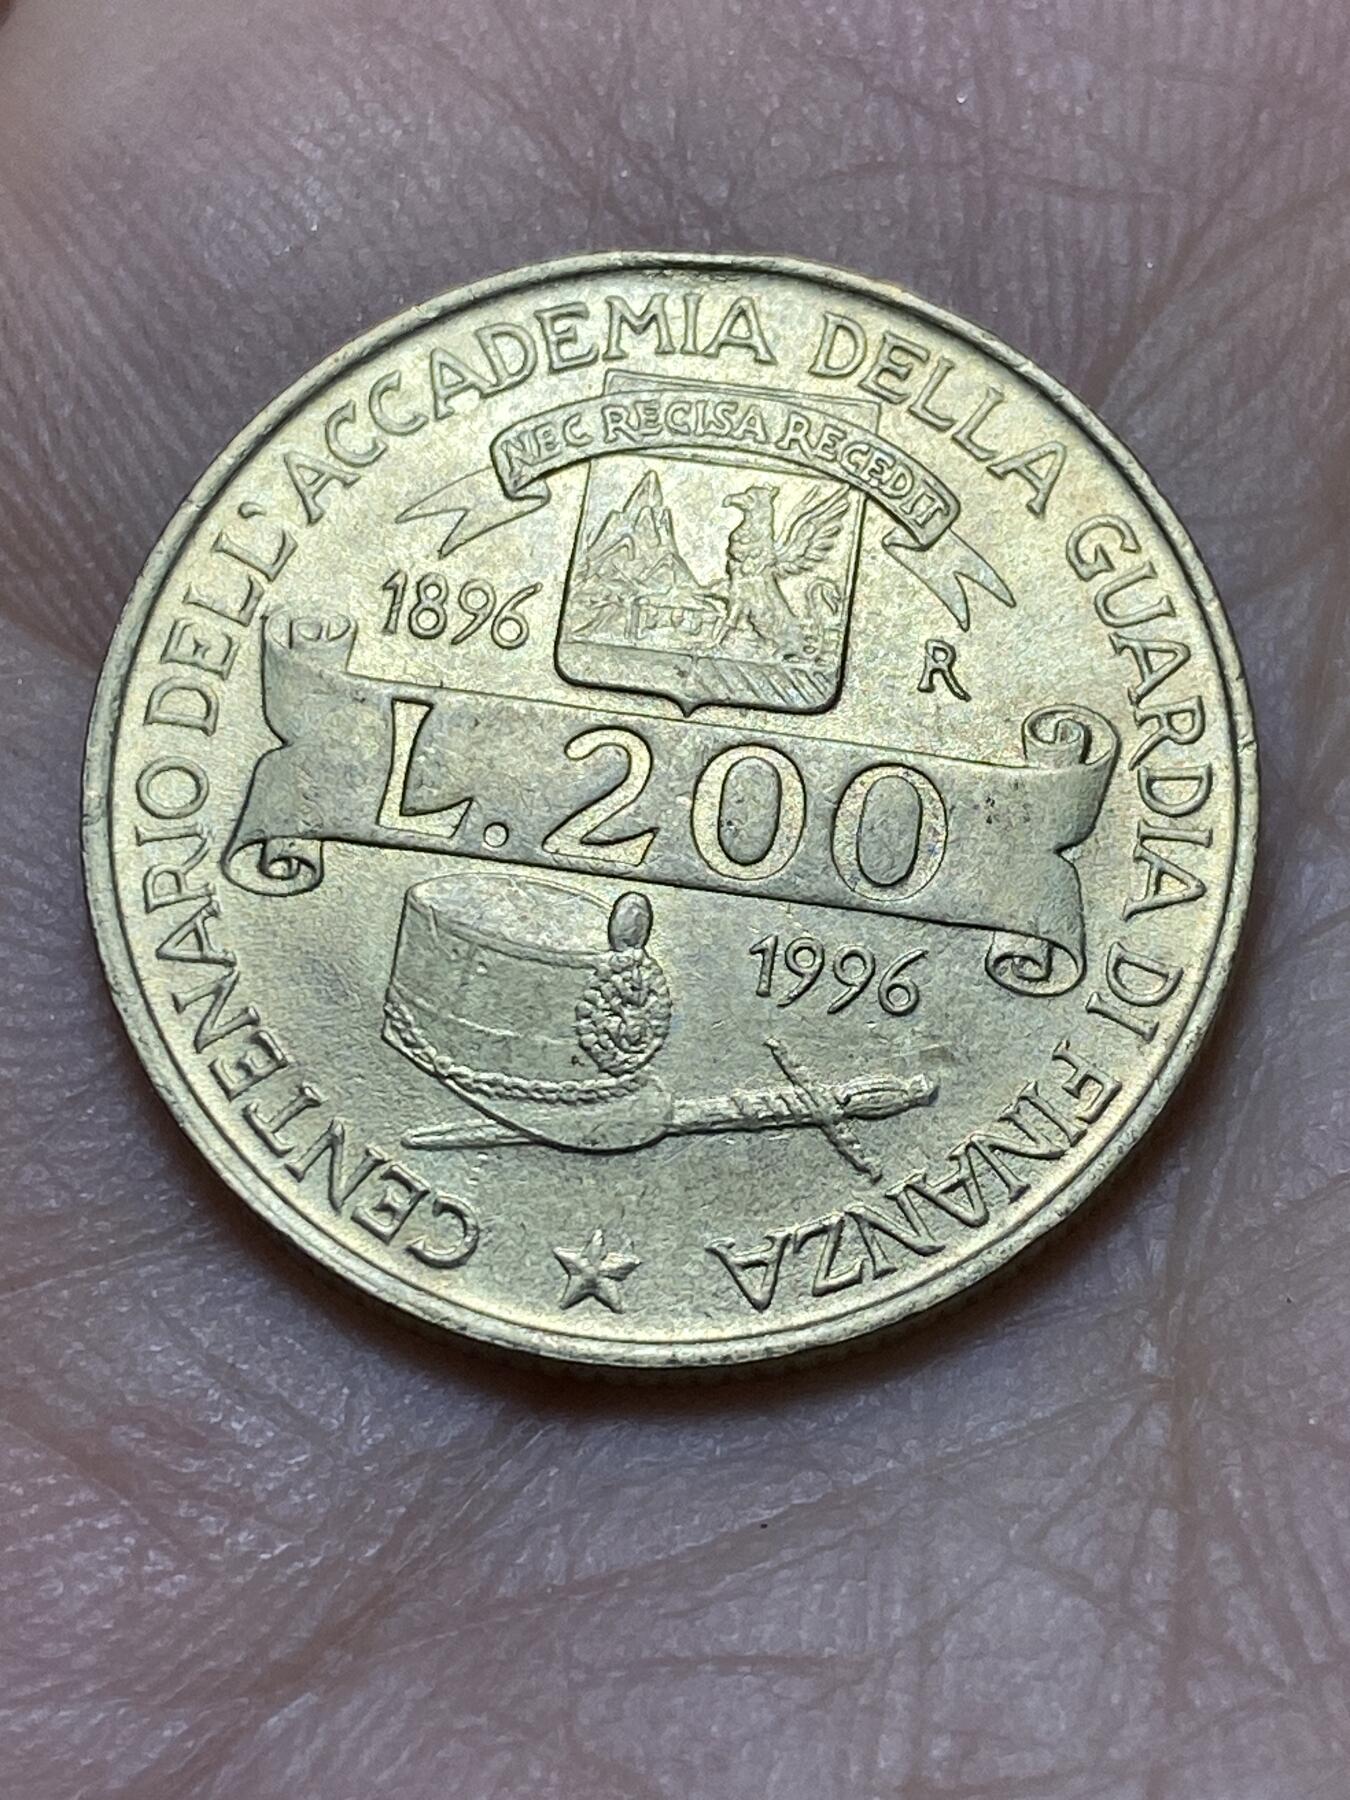 CENTENARIO DELL'ACCADEMIA DELLA GUARDIA DI FINANZA
NEC RECISA RECEDIT
1896
R
L.200
1996